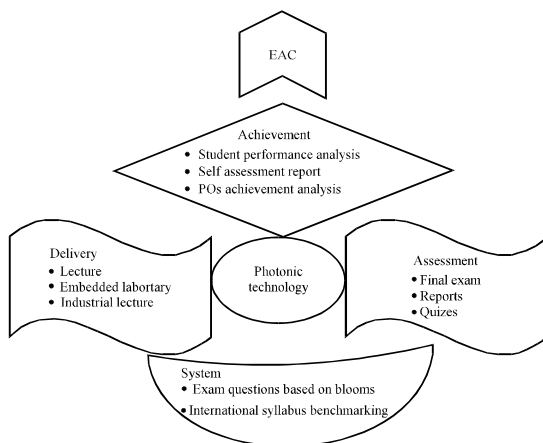 EAC
Achievement
• Student performance analysis
• Self assessment report
• POs achievement analysis
Delivery
• Lecture
• Embedded labortary
• Industrial lecture
Photonic
technology
Assessment
• Final exam
• Reports
• Quizes
System
• Exam questions based on blooms
• International syllabus benchmarking